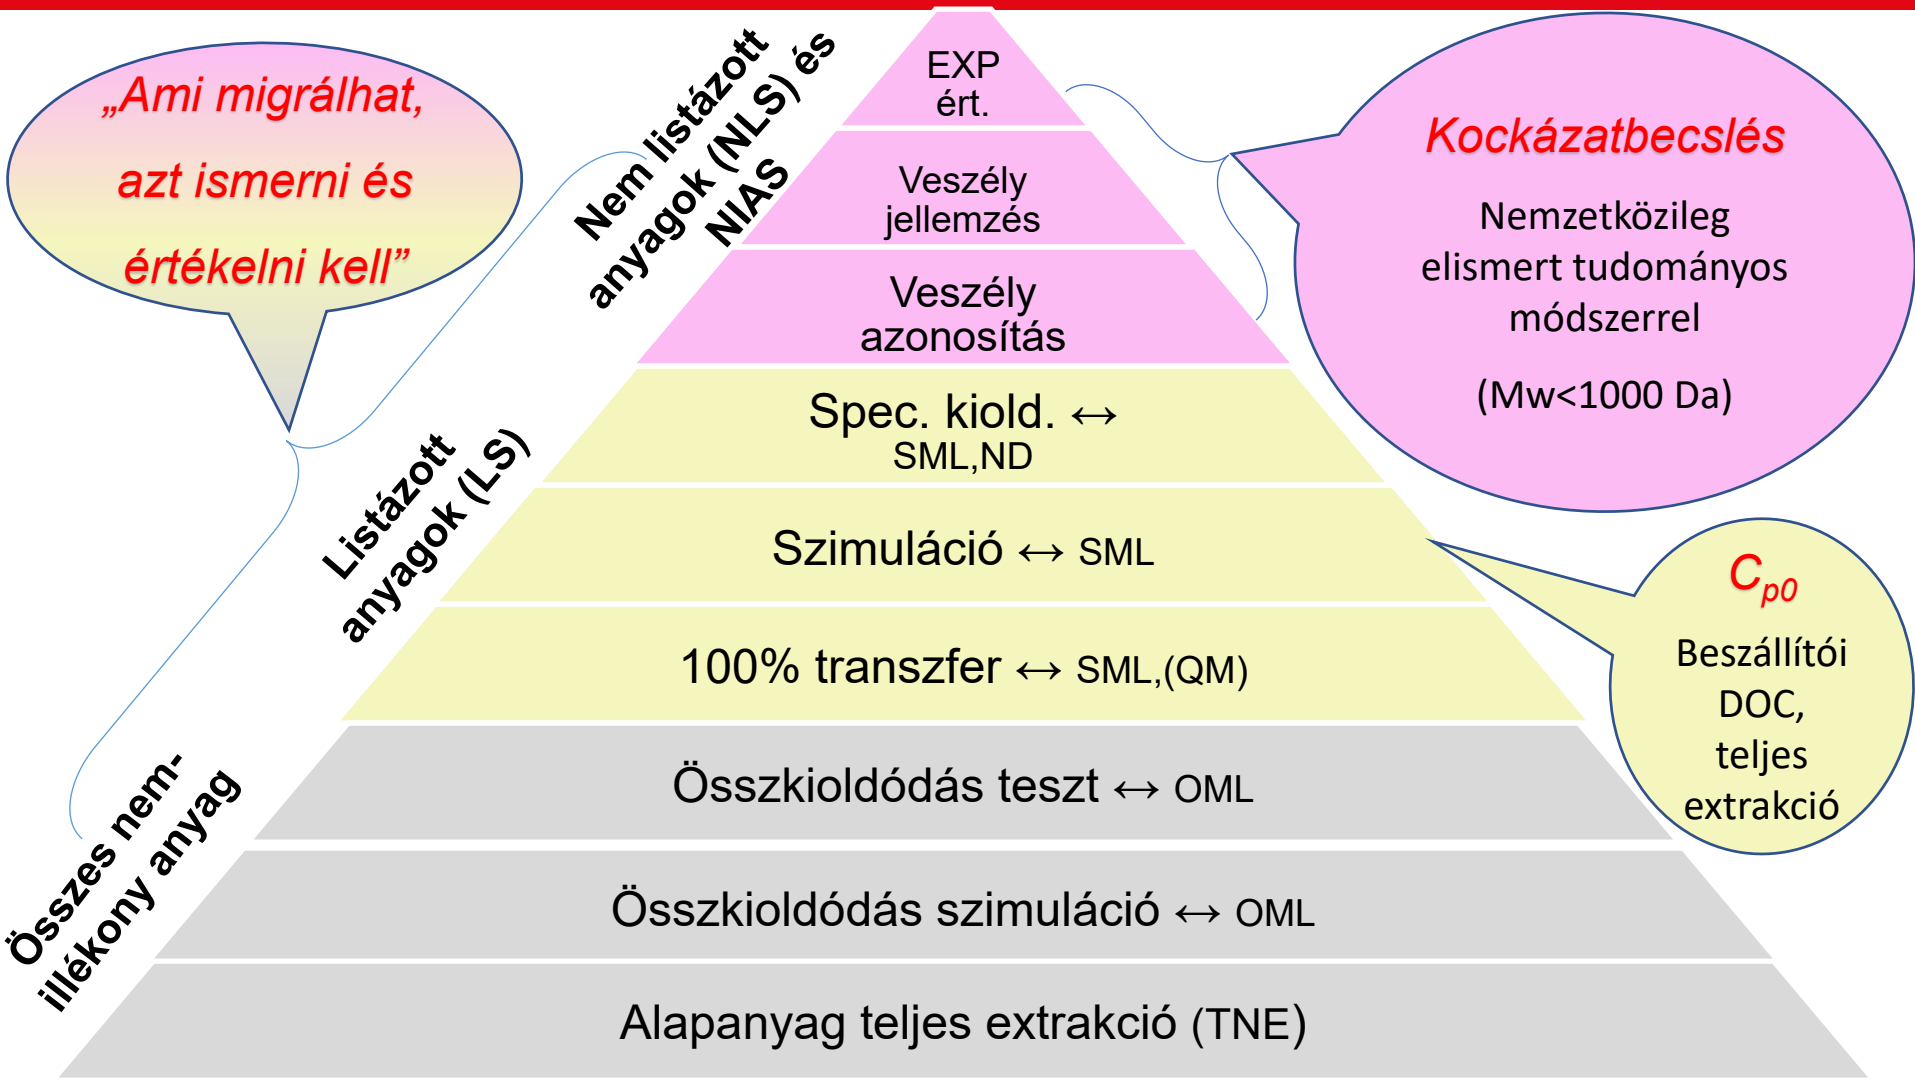 „Ami migrálhat,
azt ismerni és
értékelni kell”
Nem listázott
anyagok (NLS) és
NIAS
Listázott
anyagok (LS)
Összes nem-
illékony anyag
EXP
ért.
Veszély
jellemzés
Veszély
azonosítás
Spec. kiold. ↔
SML,ND
Szimuláció ↔ SML
100% transzfer ↔ SML,(QM)
Összkioldódás teszt ↔ OML
Összkioldódás szimuláció ↔ OML
Alapanyag teljes extrakció (TNE)
Kockázatbecslés
Nemzetközileg
elismert tudományos
módszerrel
(Mw<1000 Da)
Cp0
Beszállítói
DOC,
teljes
extrakció